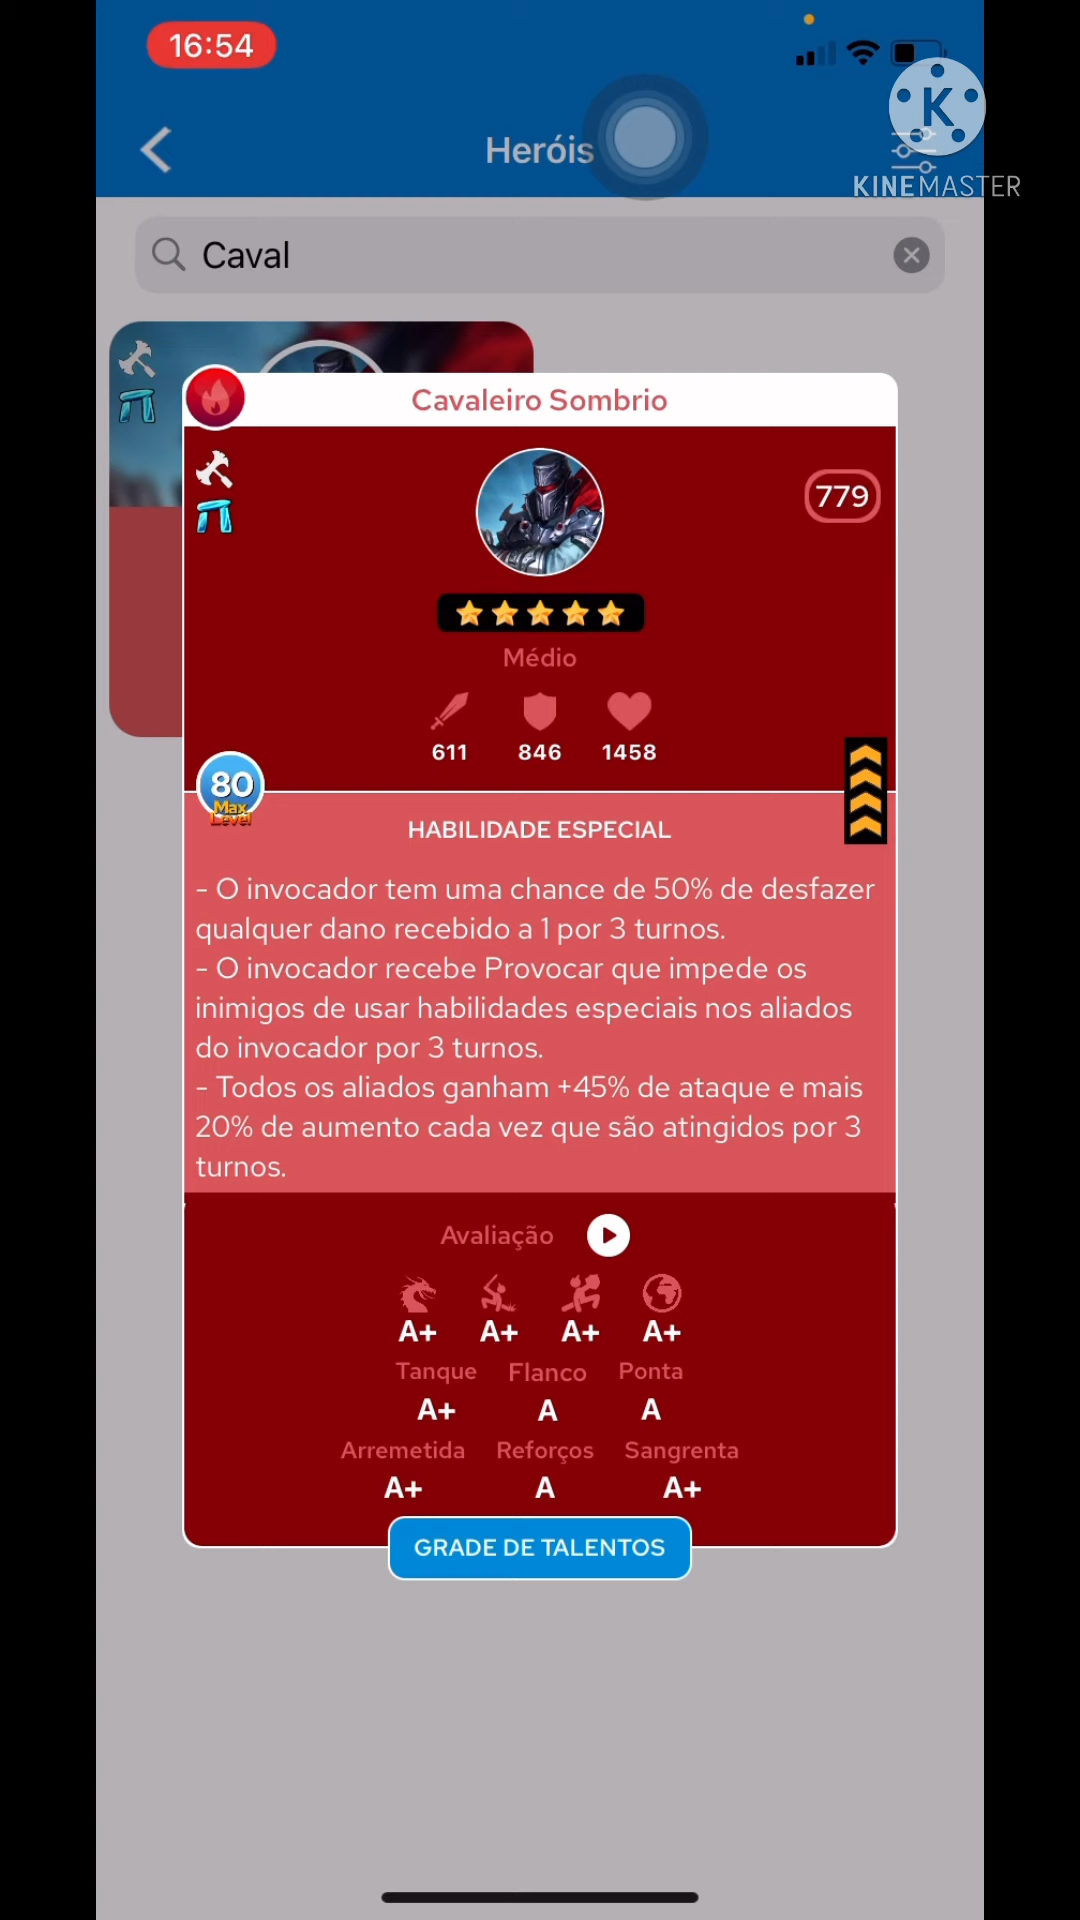 16:54
Heróis
KINEMASTER
Caval
Cavaleiro Sombrio
779
Médio
611 846 1458
80
Max
Level
HABILIDADE ESPECIAL
- O invocador tem uma chance de 50% de desfazer
qualquer dano recebido a 1 por 3 turnos.
- O invocador recebe Provocar que impede os
inimigos de usar habilidades especiais nos aliados
do invocador por 3 turnos.
- Todos os aliados ganham +45% de ataque e mais
20% de aumento cada vez que são atingidos por 3
turnos.
Avaliação
A+ A+ A+ A+
Tanque Flanco Ponta
A+ A A
Arremetida Reforços Sangrenta
A+ A A+
GRADE DE TALENTOS